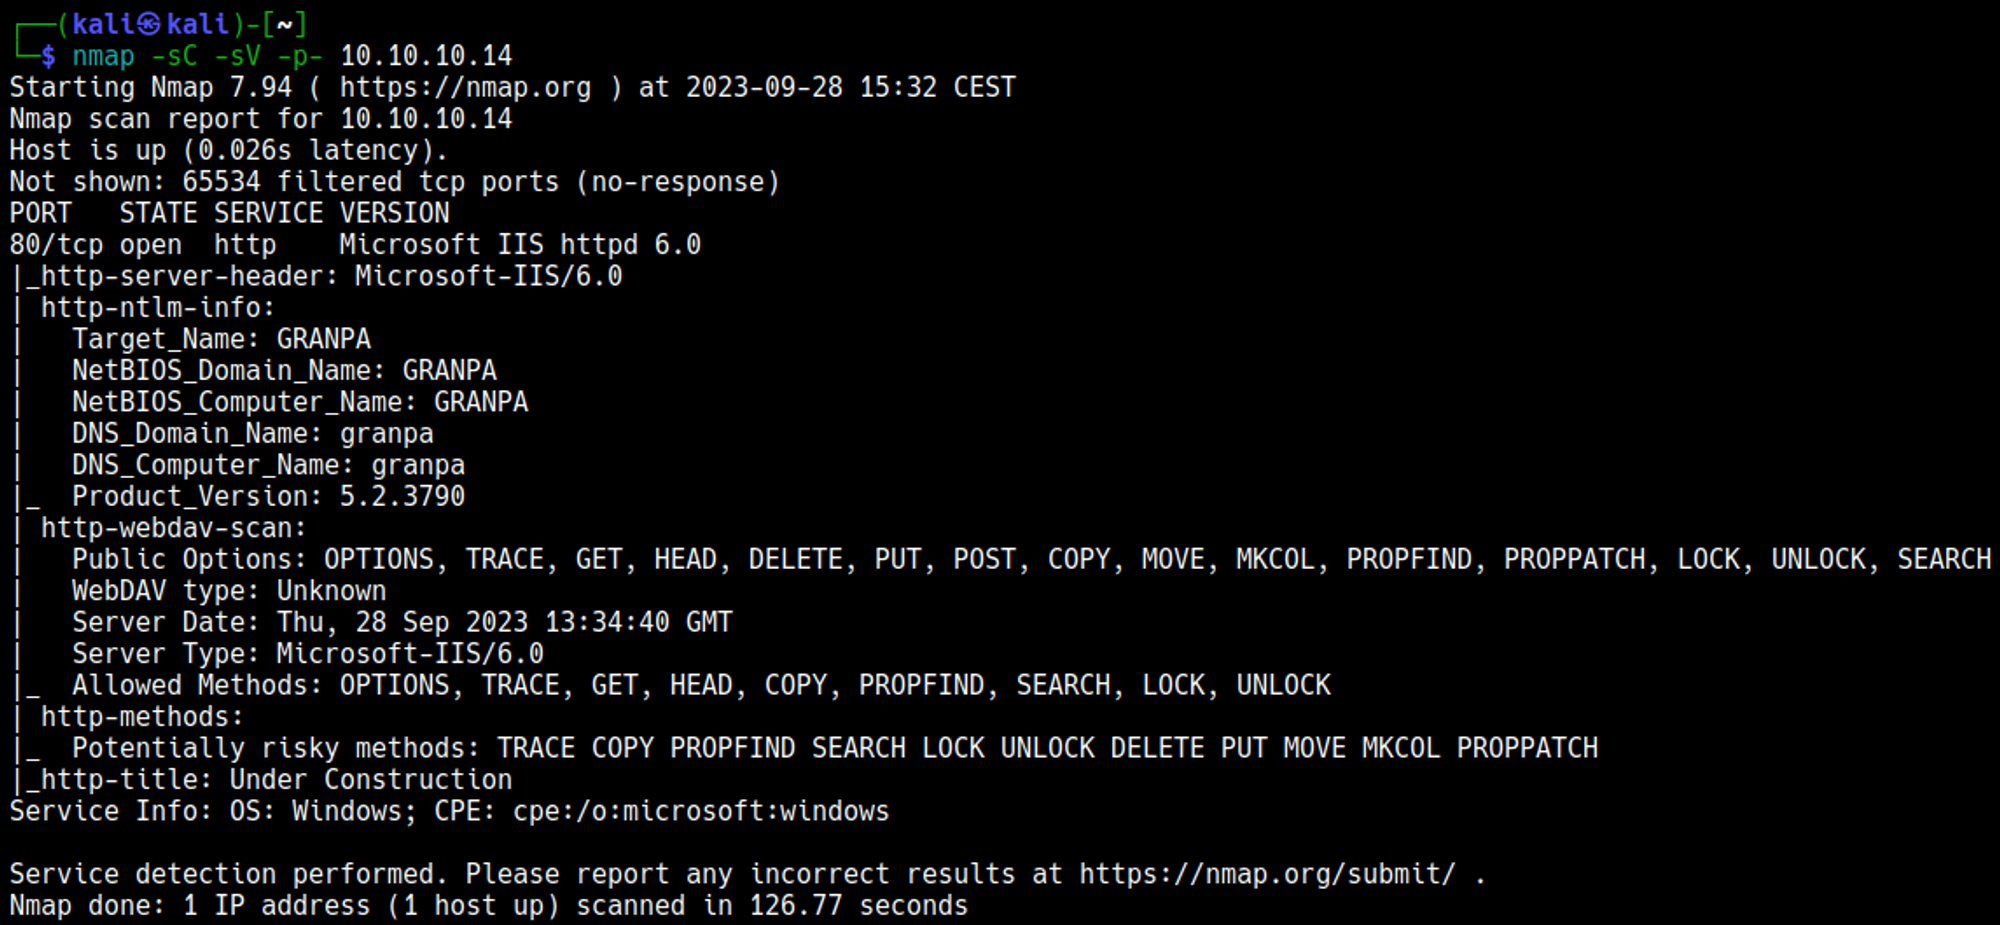 ┌──(kali㉿kali)-[~]
└─$ nmap -sC -sV -p- 10.10.10.14
Starting Nmap 7.94 ( https://nmap.org ) at 2023-09-28 15:32 CEST
Nmap scan report for 10.10.10.14
Host is up (0.026s latency).
Not shown: 65534 filtered tcp ports (no-response)
PORT   STATE SERVICE VERSION
80/tcp open  http    Microsoft IIS httpd 6.0
|_http-server-header: Microsoft-IIS/6.0
| http-ntlm-info:
|   Target_Name: GRANPA
|   NetBIOS_Domain_Name: GRANPA
|   NetBIOS_Computer_Name: GRANPA
|   DNS_Domain_Name: granpa
|   DNS_Computer_Name: granpa
|_  Product_Version: 5.2.3790
| http-webdav-scan:
|   Public Options: OPTIONS, TRACE, GET, HEAD, DELETE, PUT, POST, COPY, MOVE, MKCOL, PROPFIND, PROPPATCH, LOCK, UNLOCK, SEARCH
|   WebDAV type: Unknown
|   Server Date: Thu, 28 Sep 2023 13:34:40 GMT
|   Server Type: Microsoft-IIS/6.0
|_  Allowed Methods: OPTIONS, TRACE, GET, HEAD, COPY, PROPFIND, SEARCH, LOCK, UNLOCK
| http-methods:
|_  Potentially risky methods: TRACE COPY PROPFIND SEARCH LOCK UNLOCK DELETE PUT MOVE MKCOL PROPPATCH
|_http-title: Under Construction
Service Info: OS: Windows; CPE: cpe:/o:microsoft:windows

Service detection performed. Please report any incorrect results at https://nmap.org/submit/ .
Nmap done: 1 IP address (1 host up) scanned in 126.77 seconds